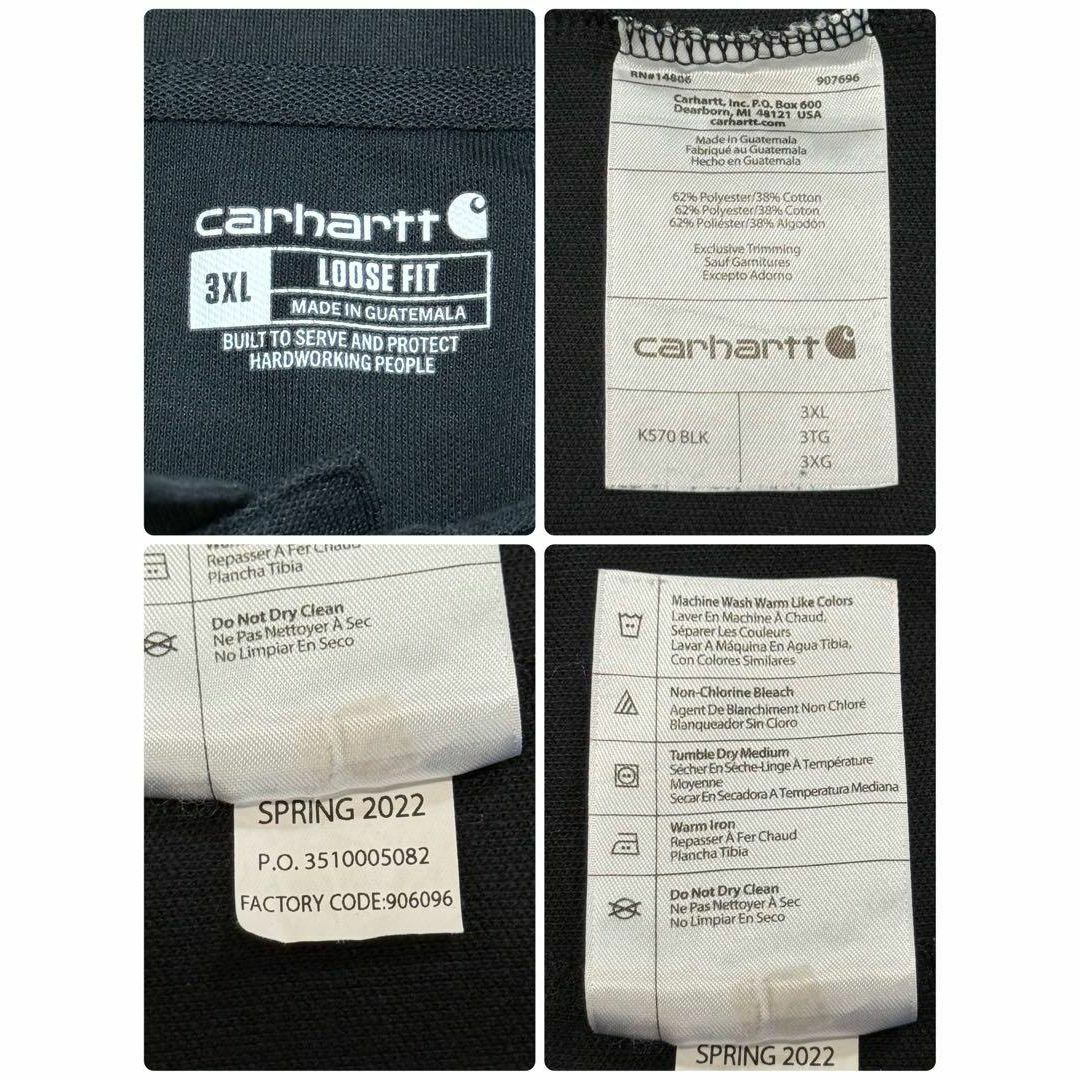 carhartt
3XL
LOOSE FIT
MADE IN GUATEMALA
BUILT TO SERVE AND PROTECT
HARDWORKING PEOPLE
RN#14806 907696
Carhartt, Inc. P.O. Box 600
Dearborn, MI 48121 USA
carhartt.com
Made in Guatemala
Fabriqué au Guatemala
Hecho en Guatemala
62% Polyester/38% Cotton
62% Polyester/38% Coton
62% Poliéster/38% Algodón
Exclusive Trimming
Sauf Garnitures
Excepto Adorno
carhartt
K570 BLK
3XL
3TG
3XG
Repasser À Fer Chaud
Plancha Tibia
Do Not Dry Clean
Ne Pas Nettoyer À Sec
No Limpiar En Seco
SPRING 2022
P.O. 3510005082
FACTORY CODE:906096
Machine Wash Warm Like Colors
Laver En Machine À Chaud,
Séparer Les Couleurs
Lavar A Máquina En Agua Tibia,
Con Colores Similares
Non-Chlorine Bleach
Agent De Blanchiment Non Chloré
Blanqueador Sin Cloro
Tumble Dry Medium
Sécher En Sèche-Linge À Température
Moyenne
Secar En Secadora A Temperatura Mediana
Warm Iron
Repasser À Fer Chaud
Plancha Tibia
Do Not Dry Clean
Ne Pas Nettoyer À Sec
No Limpiar En Seco
SPRING 2022